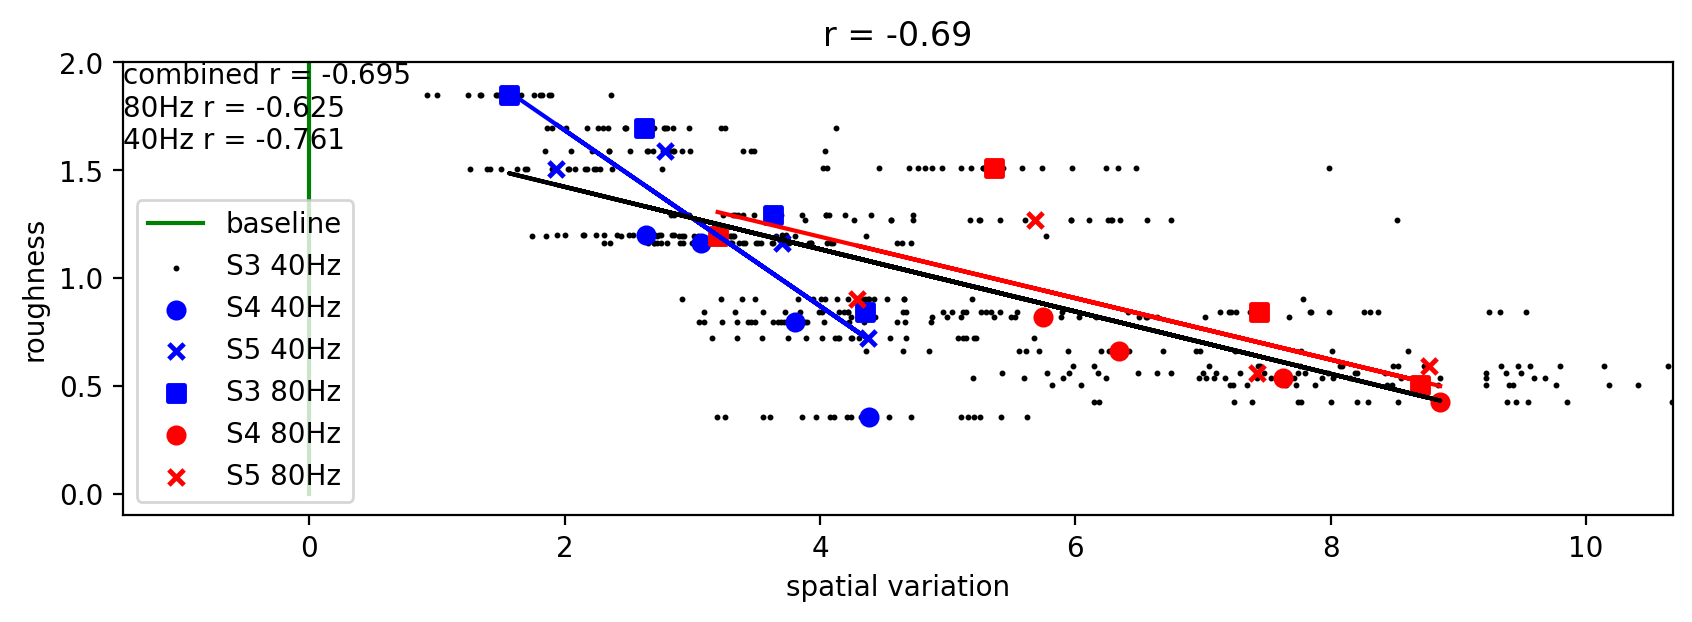 r = -0.69
combined r = -0.695
80Hz r = -0.625
40Hz r = -0.761
2.0
1.5
1.0
0.5
0.0
roughness
baseline
S3 40Hz
S4 40Hz
S5 40Hz
S3 80Hz
S4 80Hz
S5 80Hz
0 2 4 6 8 10
spatial variation